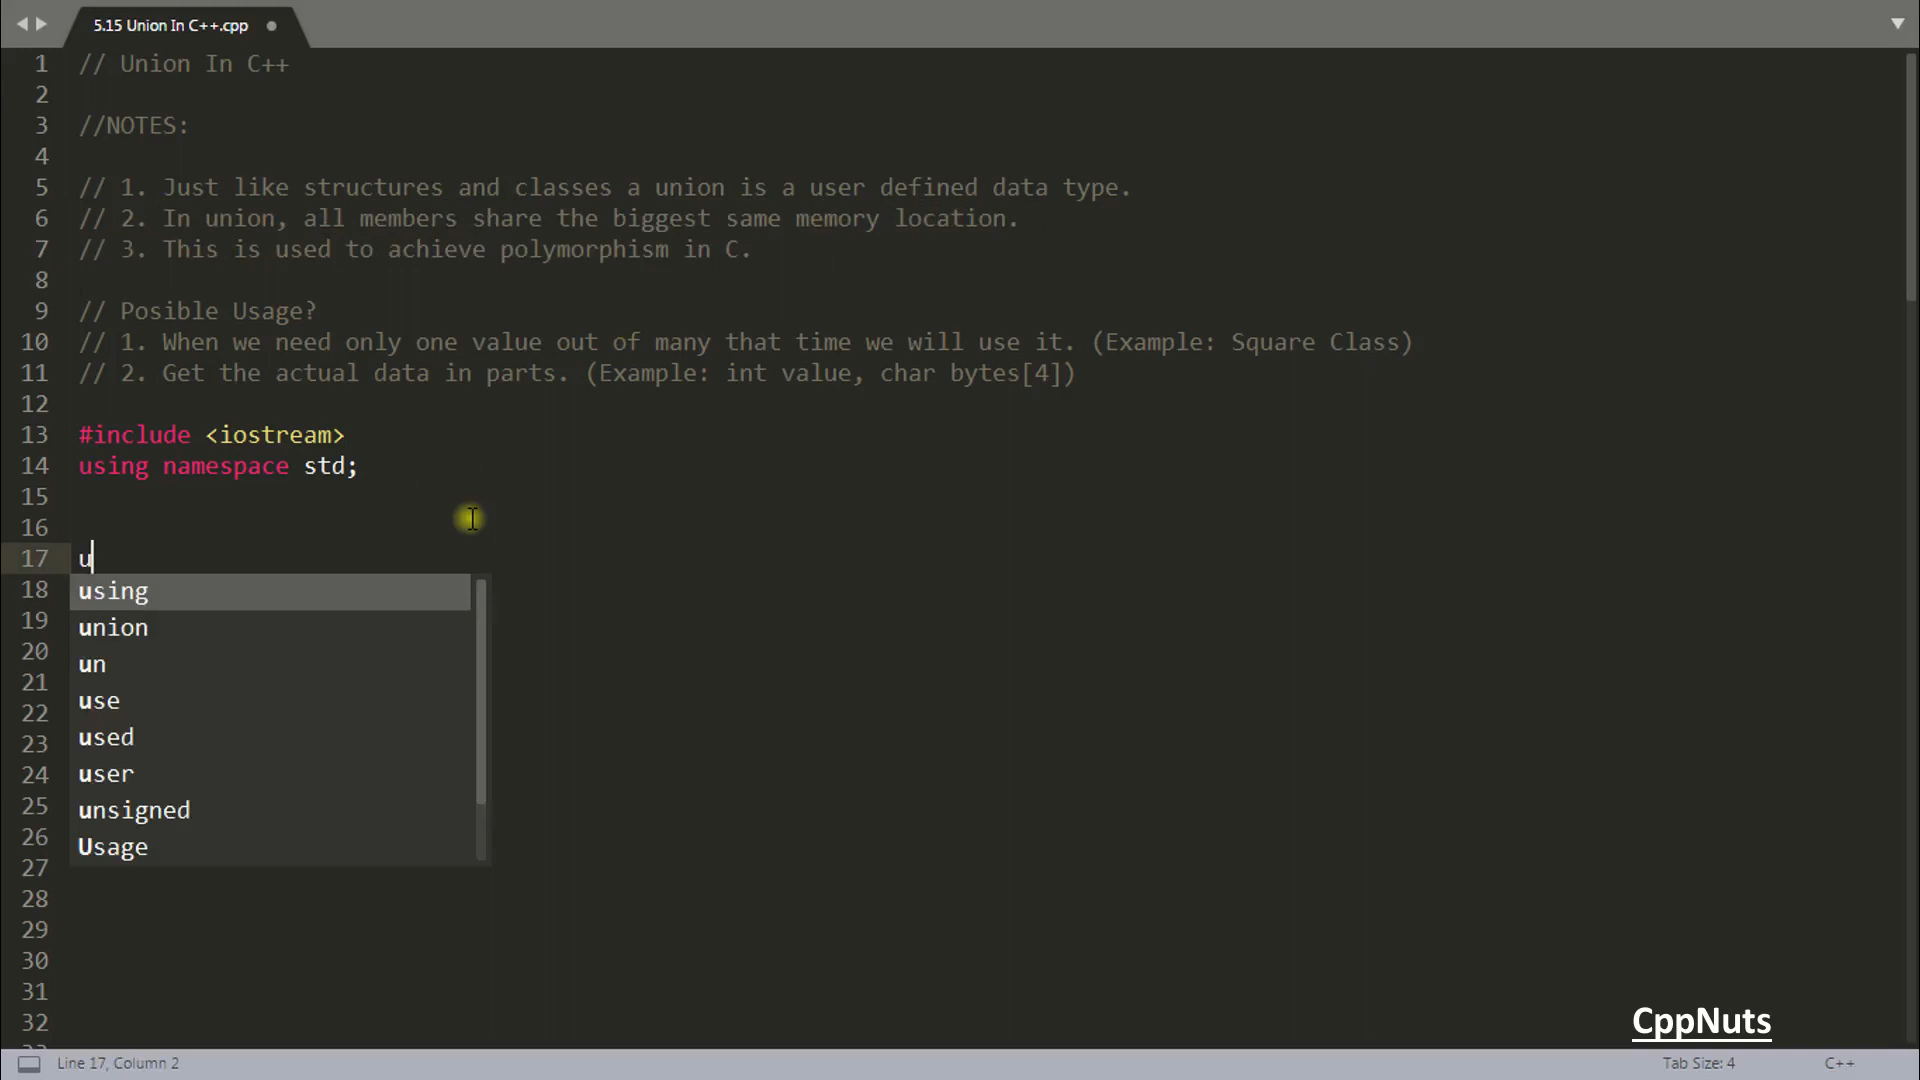 5.15 Union In C++.cpp
1 // Union In C++
2
3 //NOTES:
4
5 // 1. Just like structures and classes a union is a user defined data type.
6 // 2. In union, all members share the biggest same memory location.
7 // 3. This is used to achieve polymorphism in C.
8
9 // Posible Usage?
10 // 1. When we need only one value out of many that time we will use it. (Example: Square Class)
11 // 2. Get the actual data in parts. (Example: int value, char bytes[4])
12
13 #include <iostream>
14 using namespace std;
15
16
17 u
18 using
19 union
20 un
21
22 use
23 used
24 user
25 unsigned
26 Usage
27
28
29
30
31
32
CppNuts
Line 17, Column 2
Tab Size: 4
C++